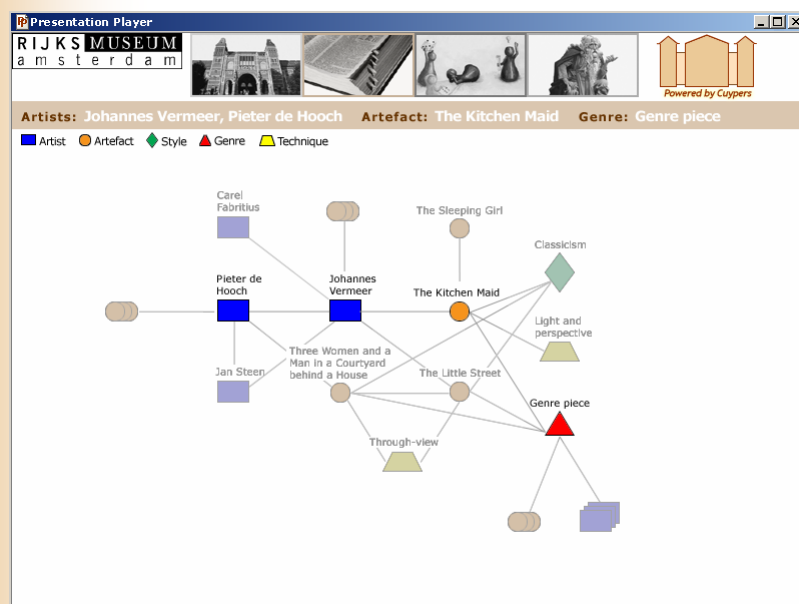 Presentation Player
RIJKS MUSEUM
amsterdam
Powered by Cuypers
Artists: Johannes Vermeer, Pieter de Hooch Artefact: The Kitchen Maid Genre: Genre piece
Artist Artefact Style Genre Technique
Carel
Fabritius
The Sleeping Girl
Classicism
Pieter de
Hooch
Johannes
Vermeer
The Kitchen Maid
Light and
perspective
Three Women and a
Man in a Courtyard
behind a House
Jan Steen
The Little Street
Genre piece
Through-view